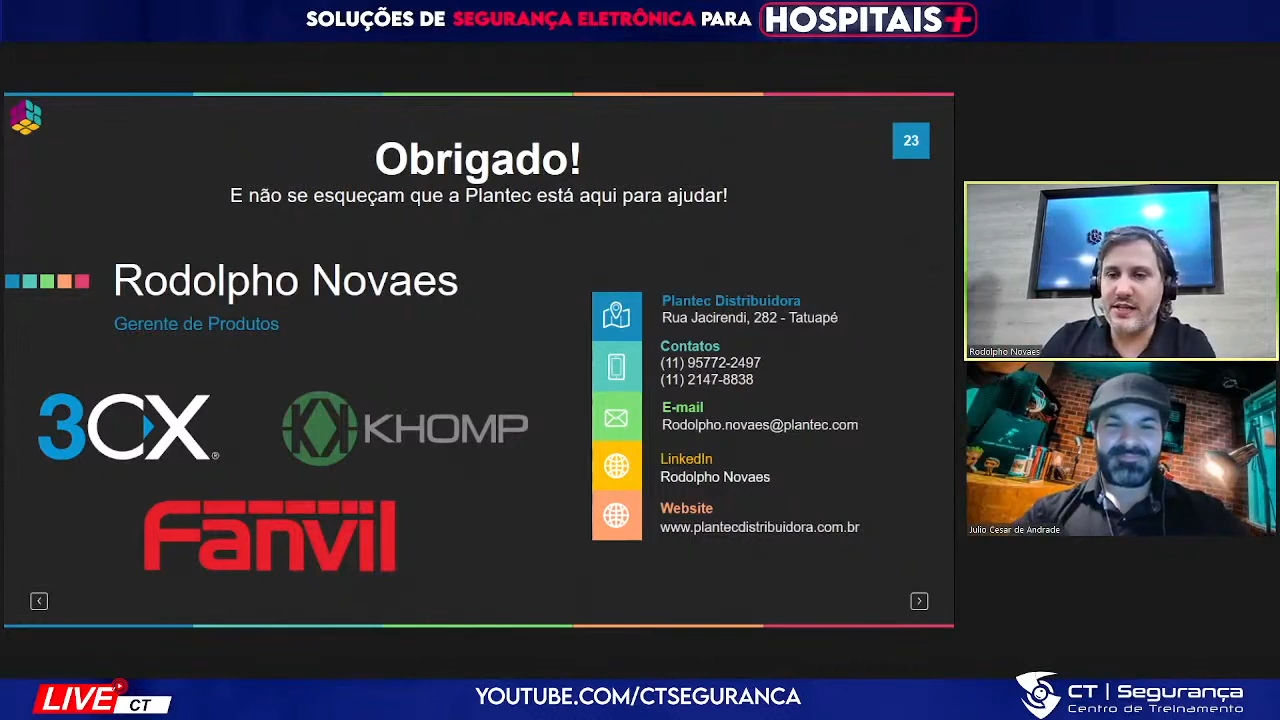 SOLUÇÕES DE SEGURANÇA ELETRÔNICA PARA HOSPITAIS+
Obrigado!
23
E não se esqueçam que a Plantec está aqui para ajudar!
Rodolpho Novaes
Gerente de Produtos
3CX®
KHOMP
Fanvil
Plantec Distribuidora
Rua Jacirendi, 282 - Tatuapé
Contatos
(11) 95772-2497
(11) 2147-8838
E-mail
Rodolpho.novaes@plantec.com
LinkedIn
Rodolpho Novaes
Website
www.plantecdistribuidora.com.br
Rodolpho Novaes
Julio Cesar de Andrade
LIVE CT
YOUTUBE.COM/CTSEGURANCA
CT | Segurança
Centro de Treinamento